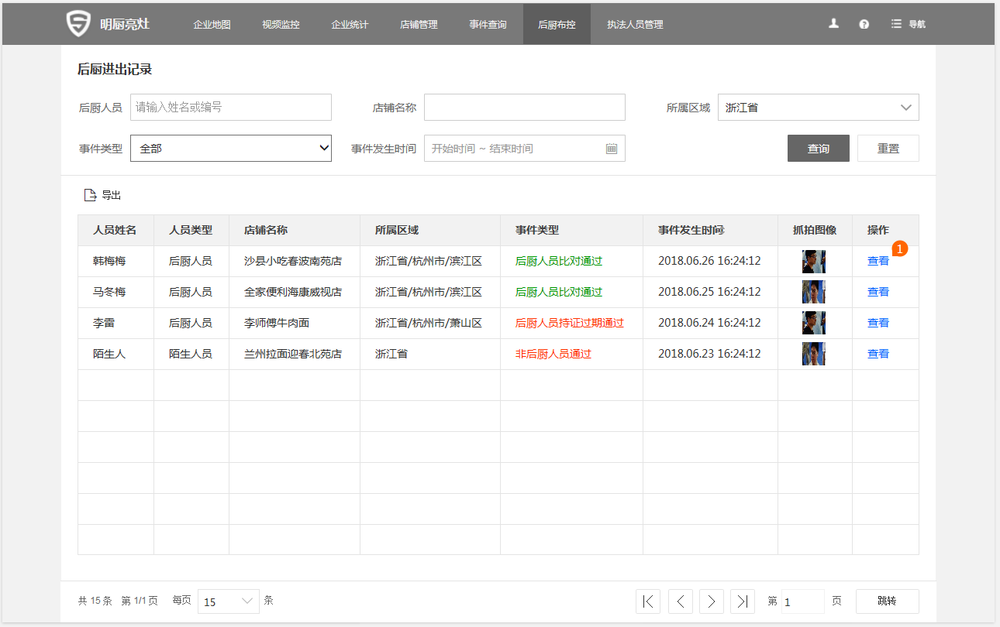 明厨亮灶 企业地图 视频监控 企业统计 店铺管理 事件查询 后厨布控 执法人员管理 导航
后厨进出记录
后厨人员 请输入姓名或编号 店铺名称 所属区域 浙江省
事件类型 全部 事件发生时间 开始时间 ~ 结束时间 查询 重置
导出
人员姓名 人员类型 店铺名称 所属区域 事件类型 事件发生时间 抓拍图像 操作
1
韩梅梅 后厨人员 沙县小吃春波南苑店 浙江省/杭州市/滨江区 后厨人员比对通过 2018.06.26 16:24:12 查看
马冬梅 后厨人员 全家便利海康威视店 浙江省/杭州市/滨江区 后厨人员比对通过 2018.06.25 16:24:12 查看
李雷 后厨人员 李师傅牛肉面 浙江省/杭州市/萧山区 后厨人员持证过期通过 2018.06.24 16:24:12 查看
陌生人 陌生人员 兰州拉面迎春北苑店 浙江省 非后厨人员通过 2018.06.23 16:24:12 查看
共 15 条 第 1/1 页 每页 15 条 第 1 页 跳转